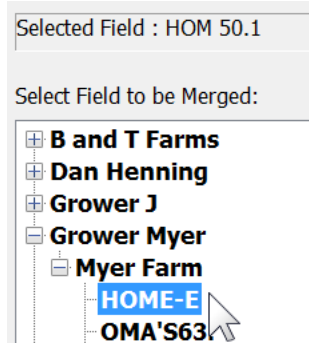 Selected Field : HOM 50.1
Select Field to be Merged:
B and T Farms
Dan Henning
Grower J
Grower Myer
Myer Farm
HOME-E
OMA'S63.